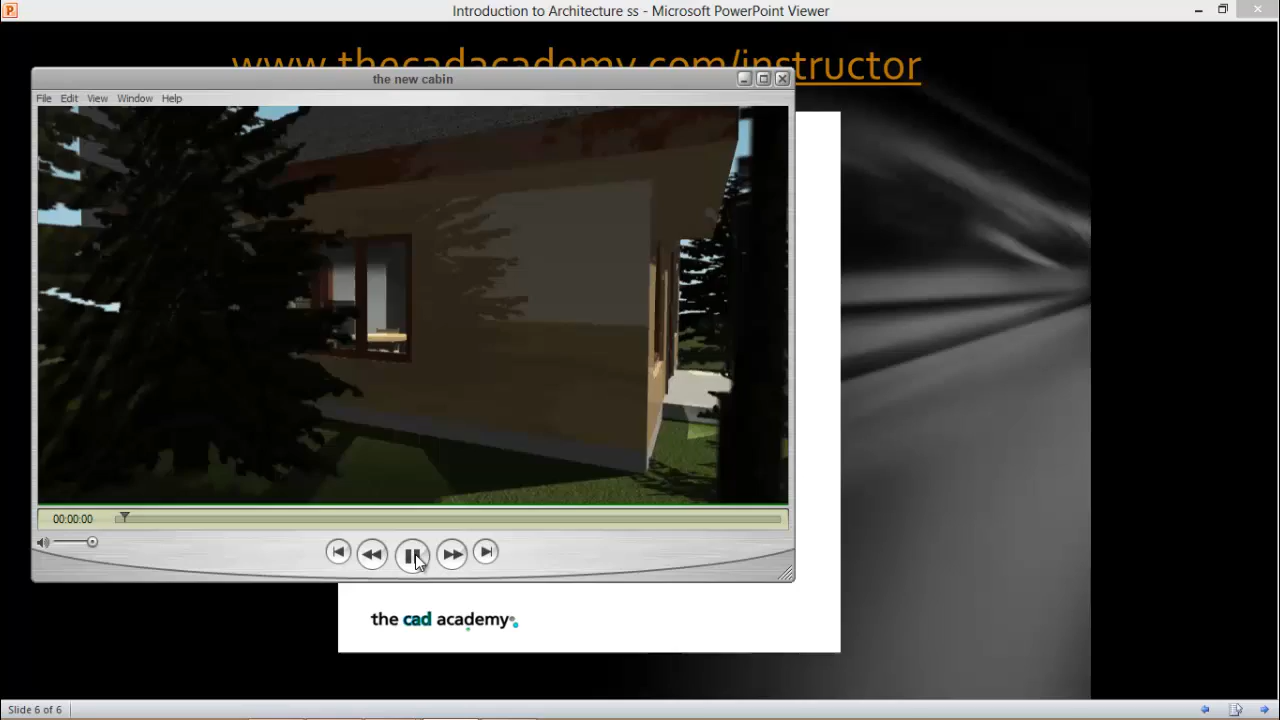 Introduction to Architecture ss - Microsoft PowerPoint Viewer
www.thecadacademy.com/instructor
the new cabin
File Edit View Window Help
00:00:00
the cad academy
Slide 6 of 6